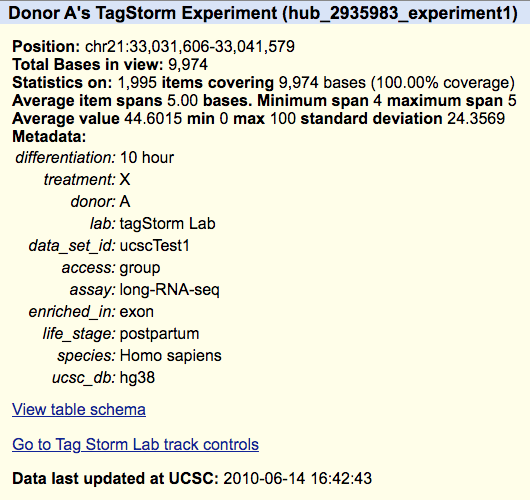 Donor A's TagStorm Experiment (hub_2935983_experiment1)
Position: chr21:33,031,606-33,041,579
Total Bases in view: 9,974
Statistics on: 1,995 items covering 9,974 bases (100.00% coverage)
Average item spans 5.00 bases. Minimum span 4 maximum span 5
Average value 44.6015 min 0 max 100 standard deviation 24.3569
Metadata:
differentiation: 10 hour
treatment: X
donor: A
lab: tagStorm Lab
data_set_id: ucscTest1
access: group
assay: long-RNA-seq
enriched_in: exon
life_stage: postpartum
species: Homo sapiens
ucsc_db: hg38
View table schema
Go to Tag Storm Lab track controls
Data last updated at UCSC: 2010-06-14 16:42:43